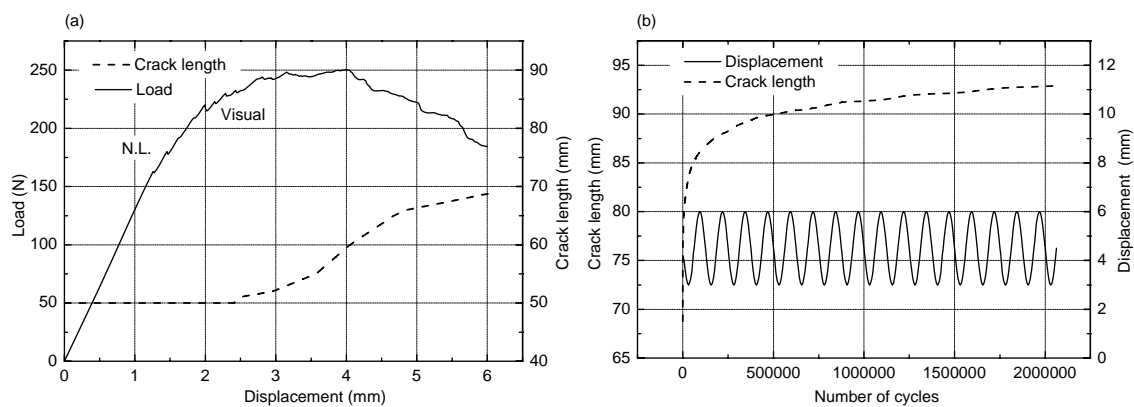 (a)
Crack length
Load
Visual
N.L.
250
200
150
100
50
0
Load (N)
90
80
70
60
50
40
Crack length (mm)
0 1 2 3 4 5 6
Displacement (mm)
(b)
Displacement
Crack length
95
90
85
80
75
70
65
Crack length (mm)
12
10
8
6
4
2
0
Displacement (mm)
0 500000 1000000 1500000 2000000
Number of cycles